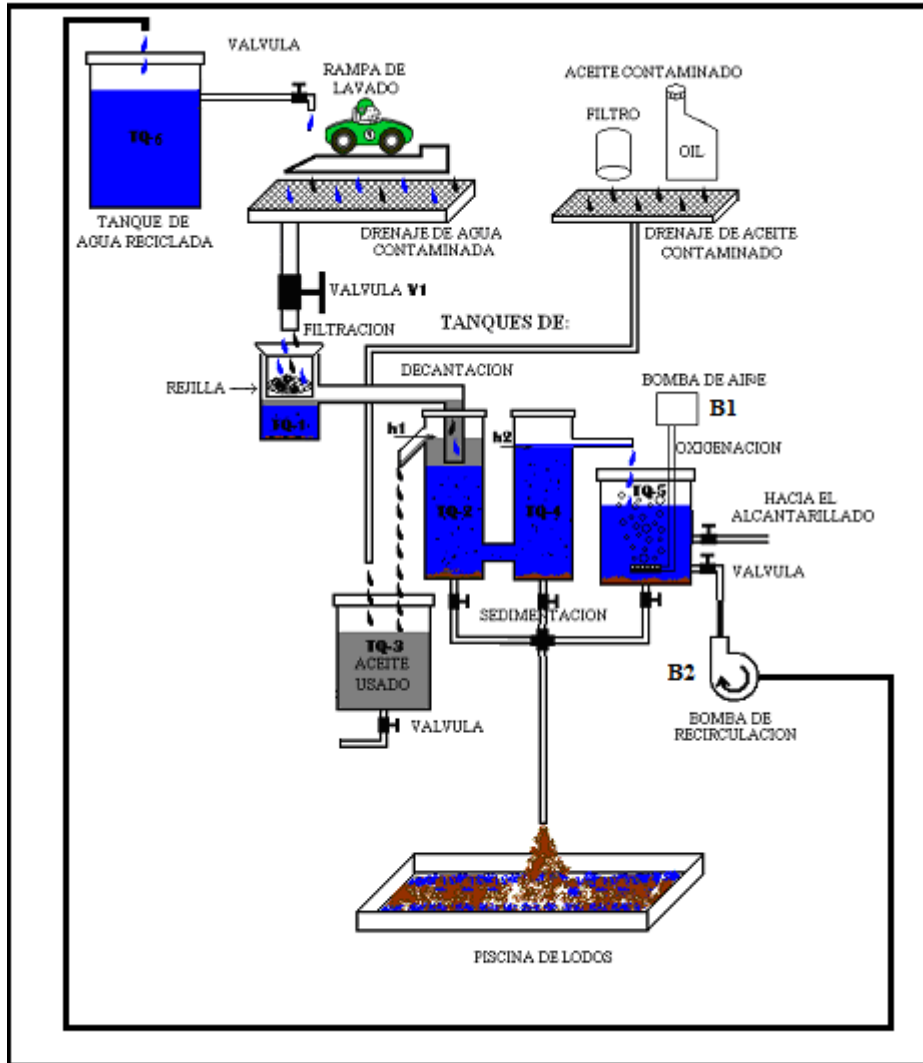 VALVULA
RAMPA DE
LAVADO
ACEITE CONTAMINADO
FILTRO
OIL
TQ-6
TANQUE DE
AGUA RECICLADA
DRENAJE DE AGUA
CONTAMINADA
DRENAJE DE ACEITE
CONTAMINADO
VALVULA V1
TANQUES DE:
FILTRACION
REJILLA
DECANTACION
BOMBA DE AIRE
B1
TQ-1
h1
h2
OXIGENACION
TQ-5
TQ-2
TQ-4
HACIA EL
ALCANTARILLADO
VALVULA
SEDIMENTACION
TQ-3
ACEITE
USADO
B2
VALVULA
BOMBA DE
RECIRCULACION
PISCINA DE LODOS